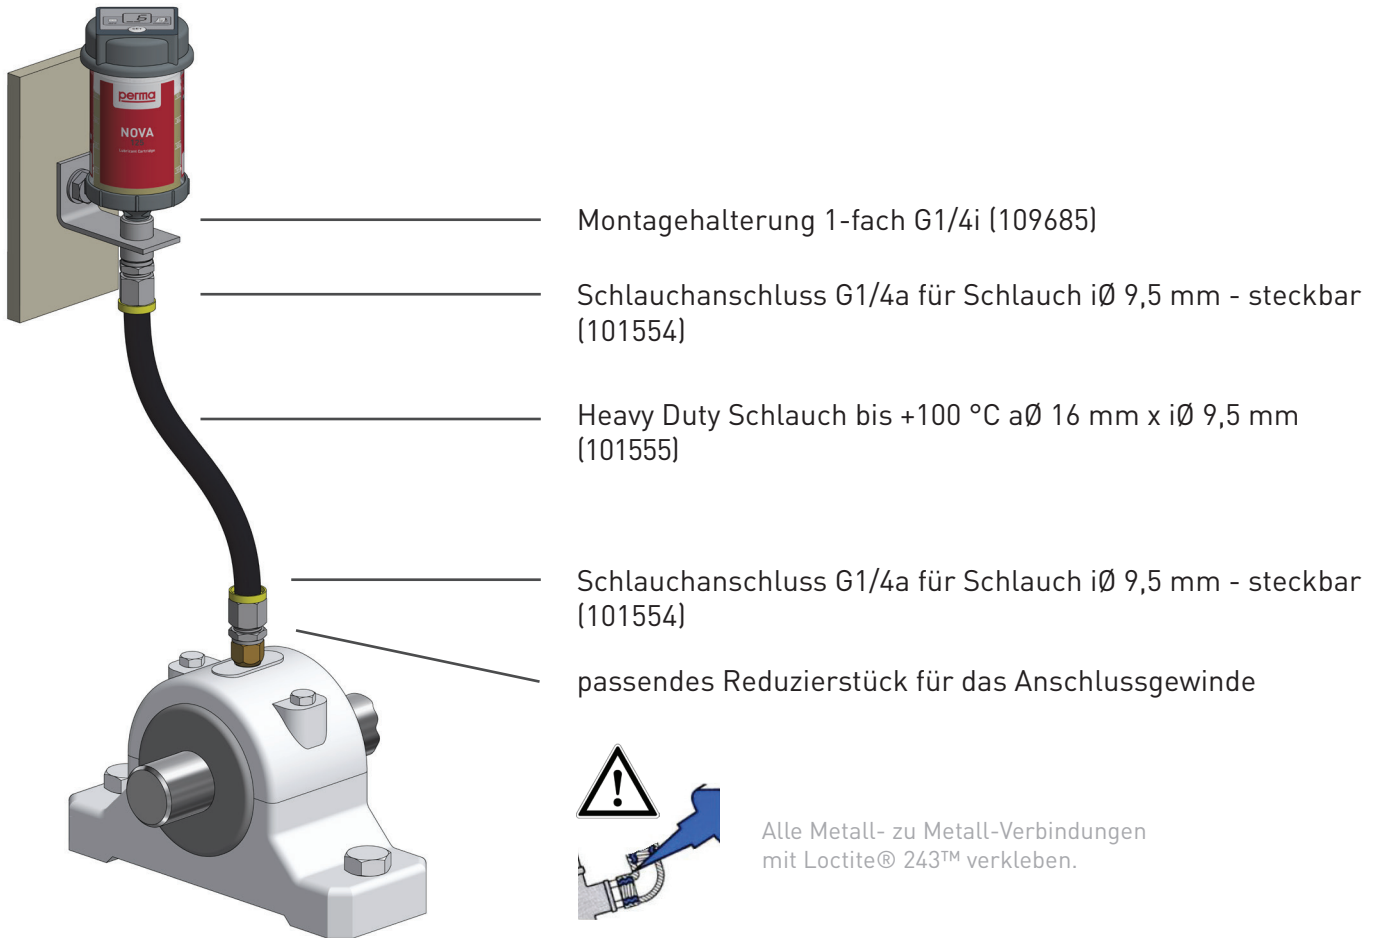 perma
NOVA
Montagehalterung 1-fach G1/4i (109685)
Schlauchanschluss G1/4a für Schlauch iØ 9,5 mm - steckbar
(101554)
Heavy Duty Schlauch bis +100 °C aØ 16 mm x iØ 9,5 mm
(101555)
Schlauchanschluss G1/4a für Schlauch iØ 9,5 mm - steckbar
(101554)
passendes Reduzierstück für das Anschlussgewinde
Alle Metall- zu Metall-Verbindungen
mit Loctite® 243™ verkleben.